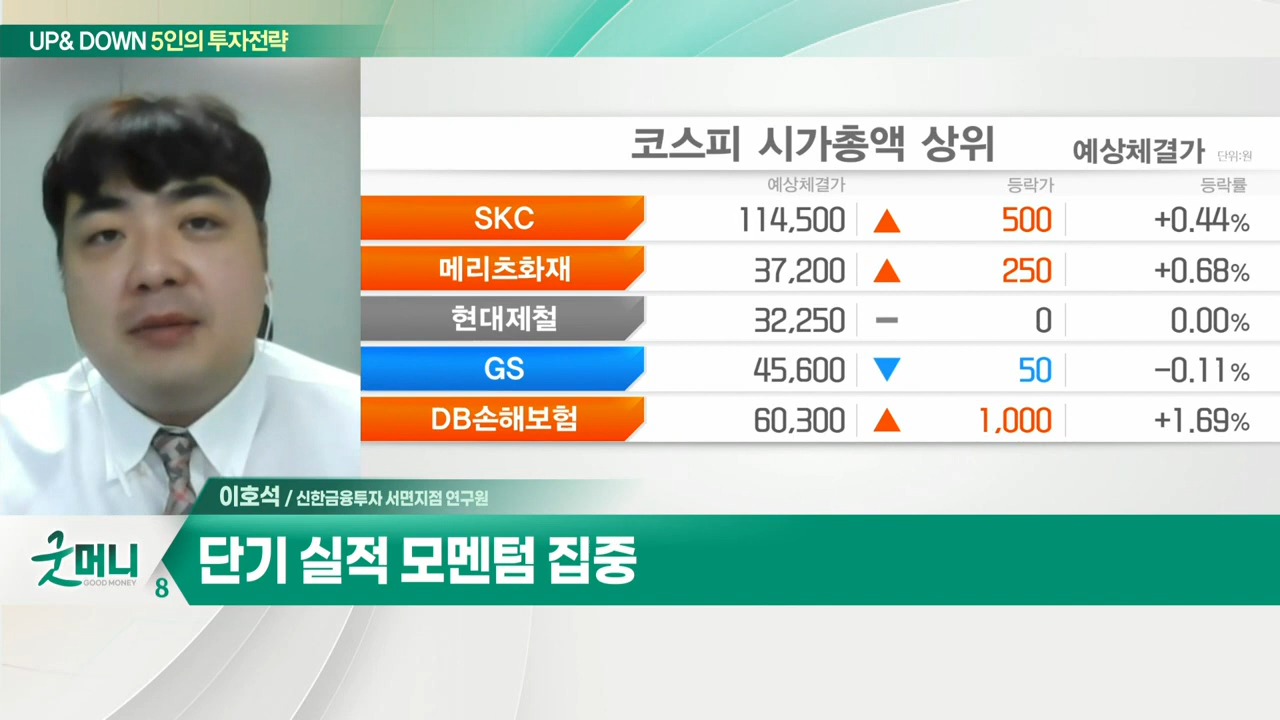 UP& DOWN 5인의 투자전략
코스피 시가총액 상위 예상체결가 단위:원
예상체결가 등락가 등락률
SKC 114,500 ▲ 500 +0.44%
메리츠화재 37,200 ▲ 250 +0.68%
현대제철 32,250 – 0 0.00%
GS 45,600 ▼ 50 -0.11%
DB손해보험 60,300 ▲ 1,000 +1.69%
이호석 / 신한금융투자 서면지점 연구원
굿머니
GOOD MONEY
8
단기 실적 모멘텀 집중